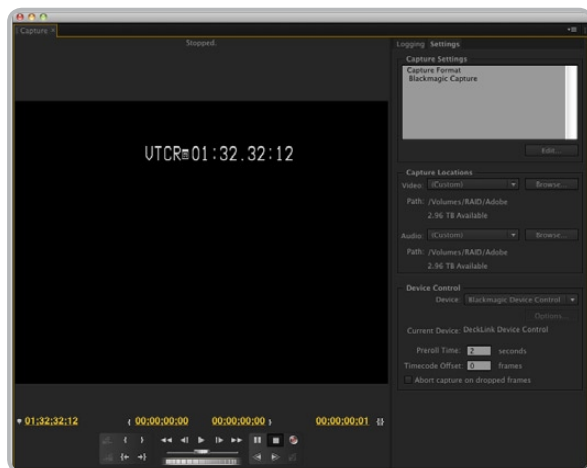 Capture ×
Stopped.
VTCR 01:32.32:12
01;32;32;12
{ 00;00;00;00
00;00;00;00 }
00;00;00;01 {}
Logging Settings
Capture Settings
Capture Format
Blackmagic Capture
Edit...
Capture Locations
Video: (Custom) Browse...
Path: /Volumes/RAID/Adobe
2.96 TB Available
Audio: (Custom) Browse...
Path: /Volumes/RAID/Adobe
2.96 TB Available
Device Control
Device: Blackmagic Device Control
Options...
Current Device: DeckLink Device Control
Preroll Time: 2 seconds
Timecode Offset 0 frames
Abort capture on dropped frames